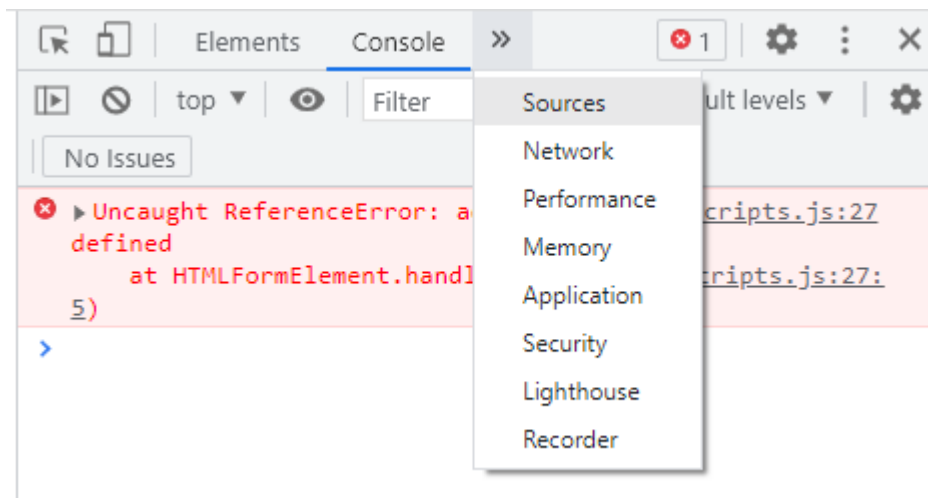 Elements Console » 1
top Filter Sources ult levels
No Issues Network
Performance
Uncaught ReferenceError: cripts.js:27
defined Memory
at HTMLFormElement.handl ripts.js:27:
Application
5)
Security
Lighthouse
Recorder